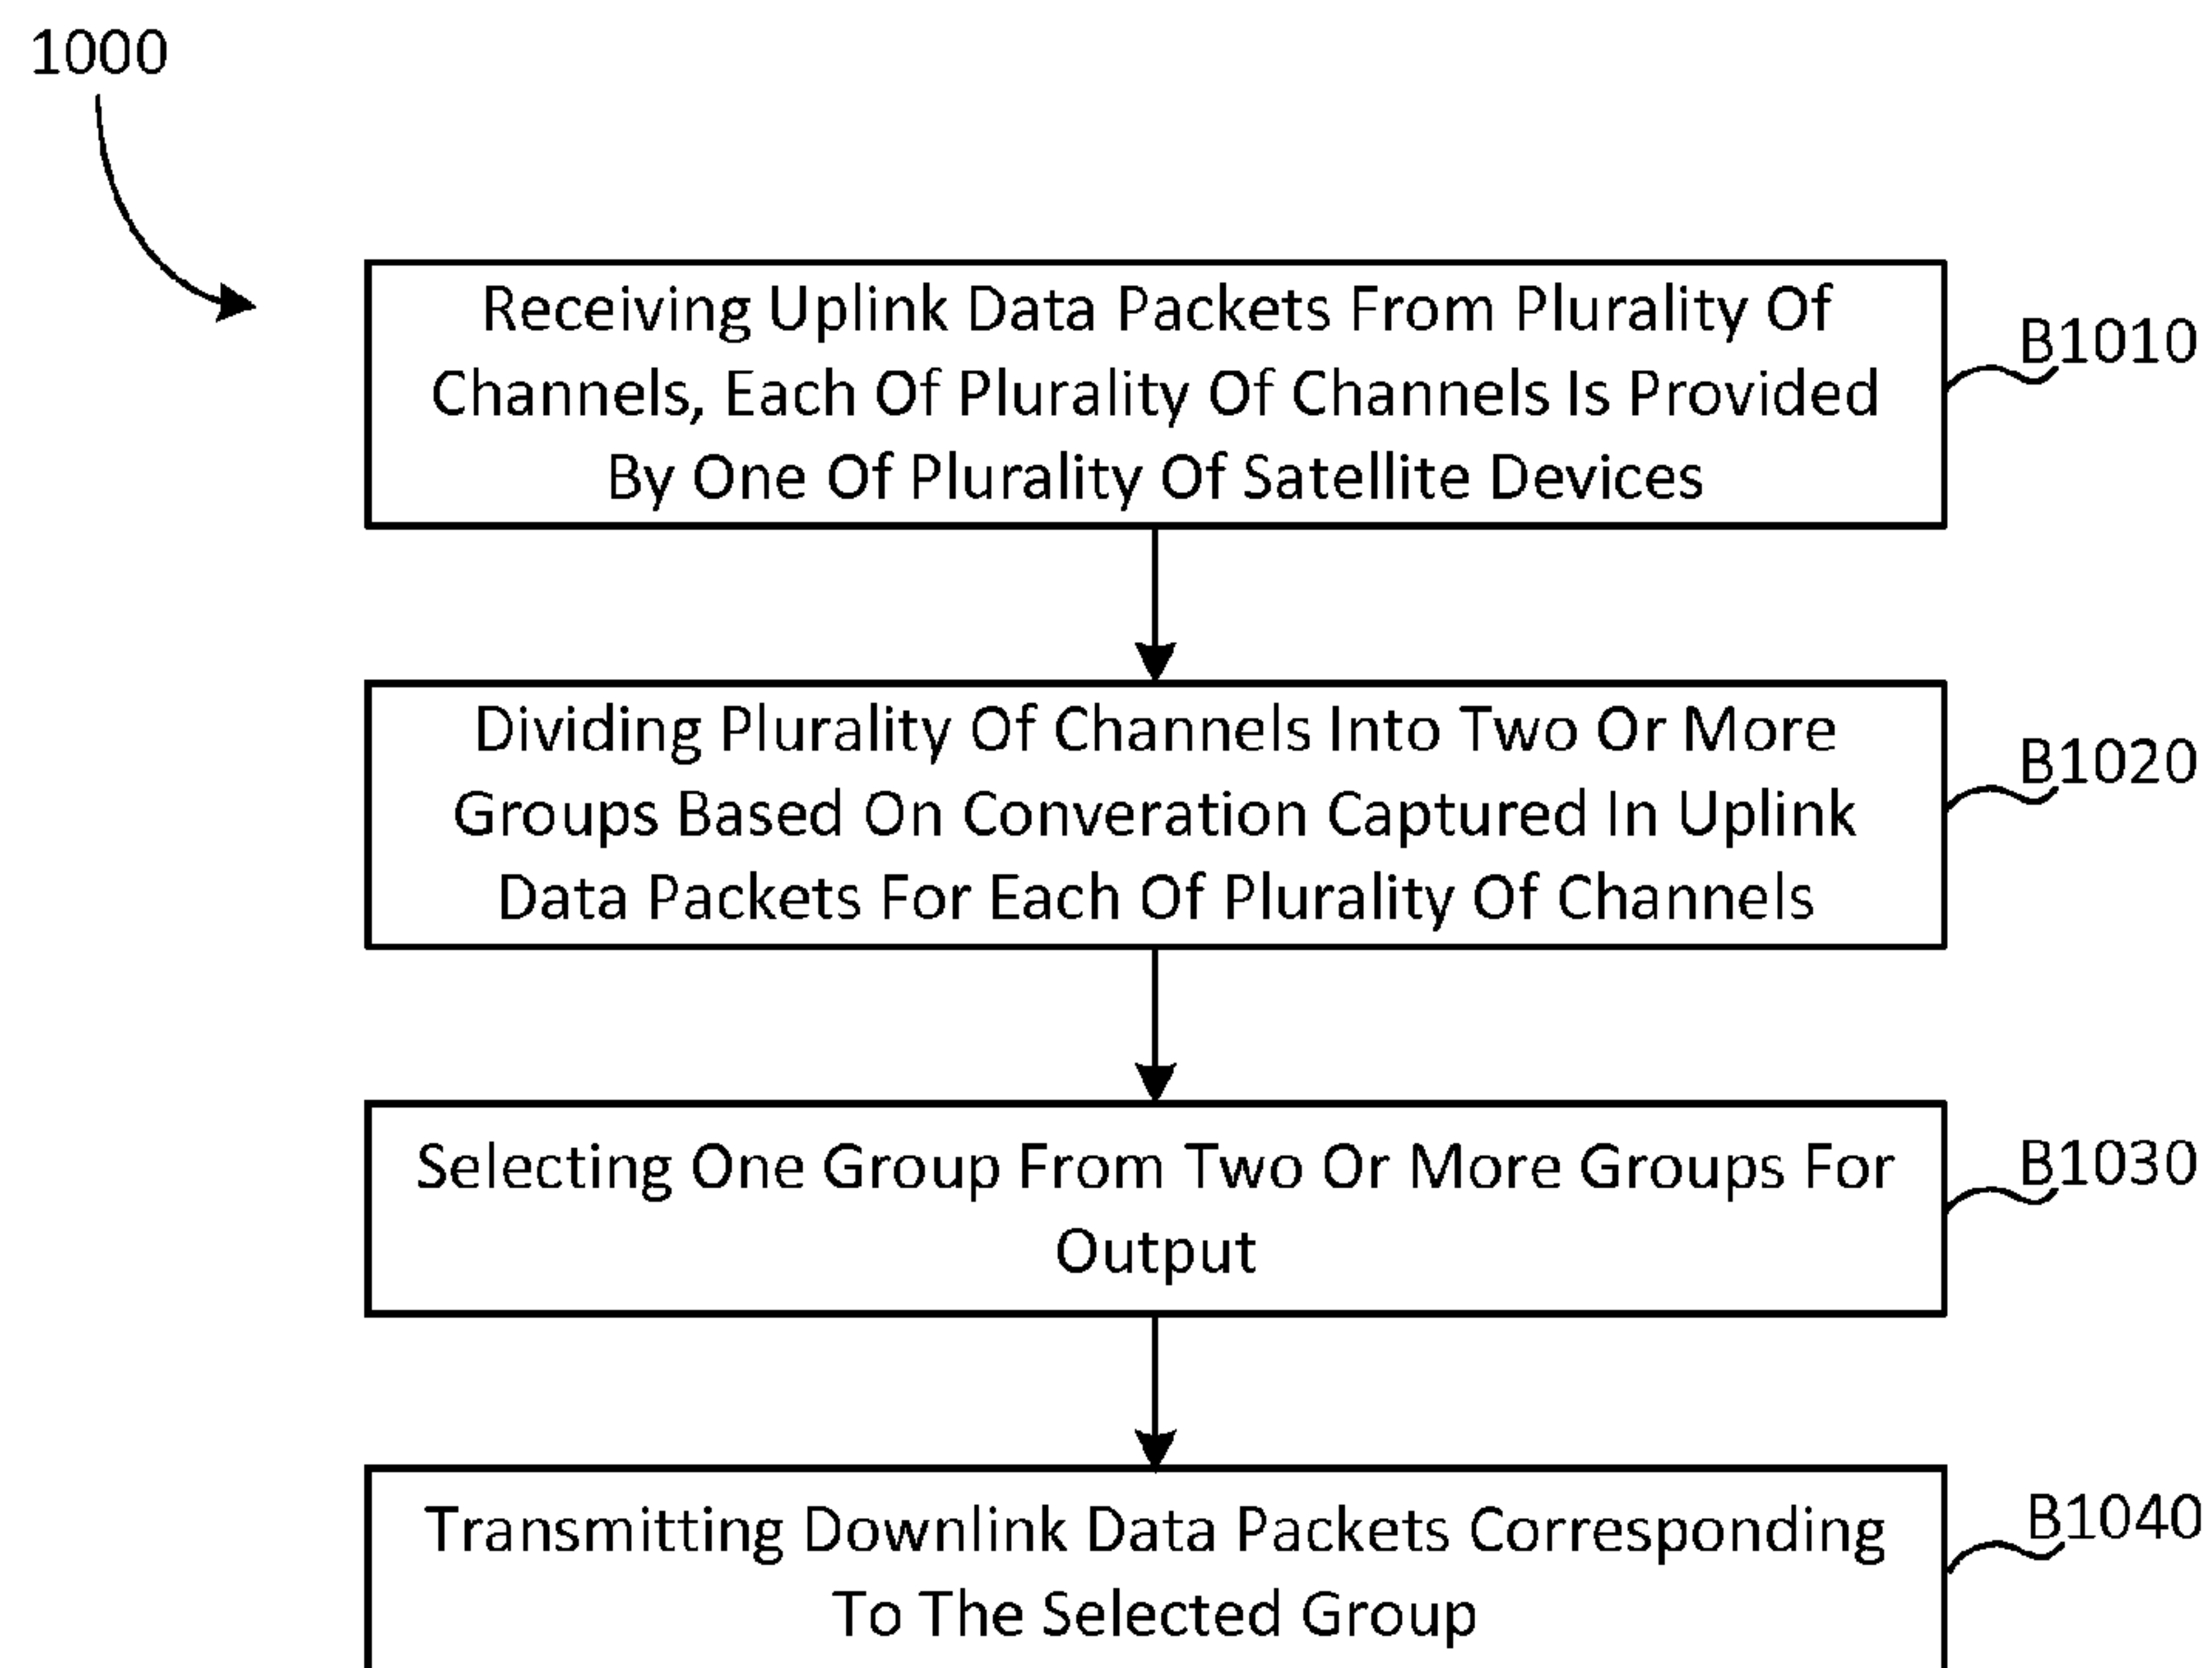 1000
Receiving Uplink Data Packets From Plurality Of
Channels, Each Of Plurality Of Channels Is Provided
By One Of Plurality Of Satellite Devices
B1010
Dividing Plurality Of Channels Into Two Or More
Groups Based On Converation Captured In Uplink
Data Packets For Each Of Plurality Of Channels
B1020
Selecting One Group From Two Or More Groups For
Output
B1030
Transmitting Downlink Data Packets Corresponding
To The Selected Group
B1040